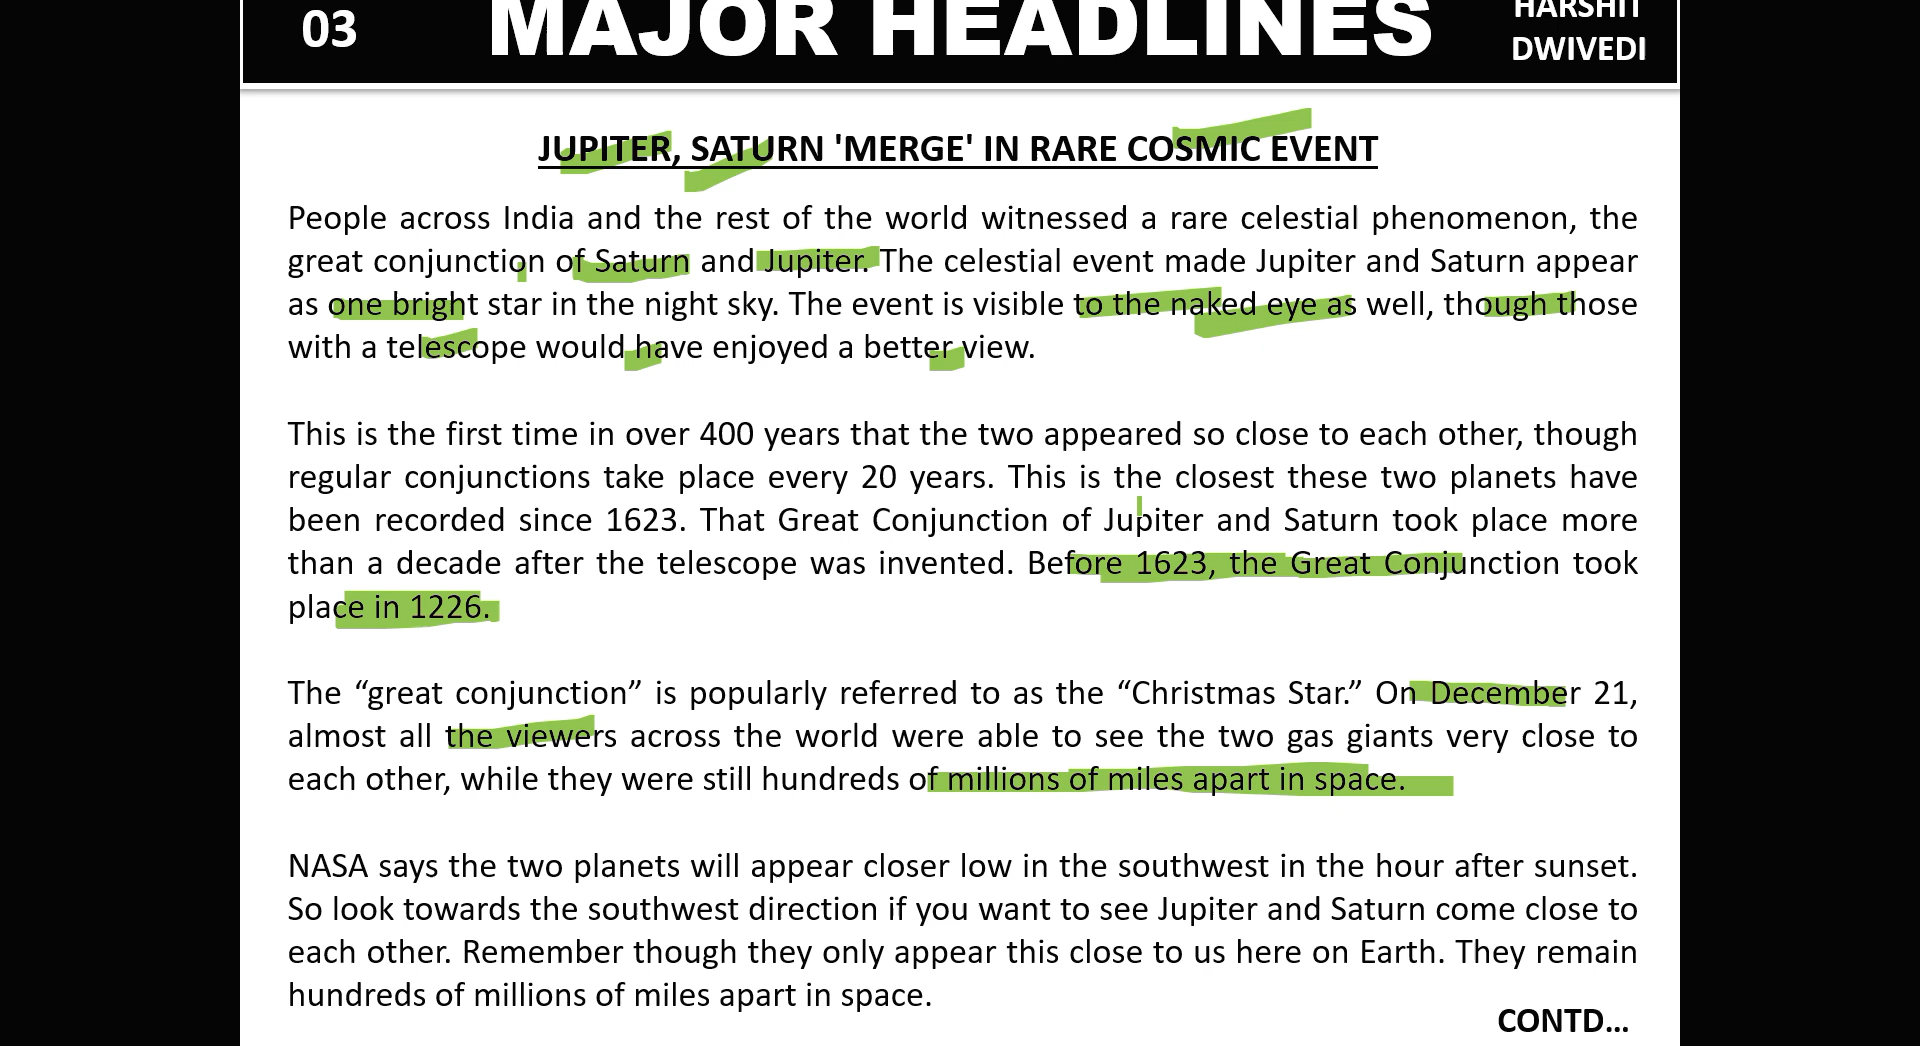 03
MAJOR HEADLINES
HARSHIT
DWIVEDI
JUPITER, SATURN 'MERGE' IN RARE COSMIC EVENT
People across India and the rest of the world witnessed a rare celestial phenomenon, the
great conjunction of Saturn and Jupiter. The celestial event made Jupiter and Saturn appear
as one bright star in the night sky. The event is visible to the naked eye as well, though those
with a telescope would have enjoyed a better view.
This is the first time in over 400 years that the two appeared so close to each other, though
regular conjunctions take place every 20 years. This is the closest these two planets have
been recorded since 1623. That Great Conjunction of Jupiter and Saturn took place more
than a decade after the telescope was invented. Before 1623, the Great Conjunction took
place in 1226.
The “great conjunction” is popularly referred to as the “Christmas Star.” On December 21,
almost all the viewers across the world were able to see the two gas giants very close to
each other, while they were still hundreds of millions of miles apart in space.
NASA says the two planets will appear closer low in the southwest in the hour after sunset.
So look towards the southwest direction if you want to see Jupiter and Saturn come close to
each other. Remember though they only appear this close to us here on Earth. They remain
hundreds of millions of miles apart in space.
CONTD...